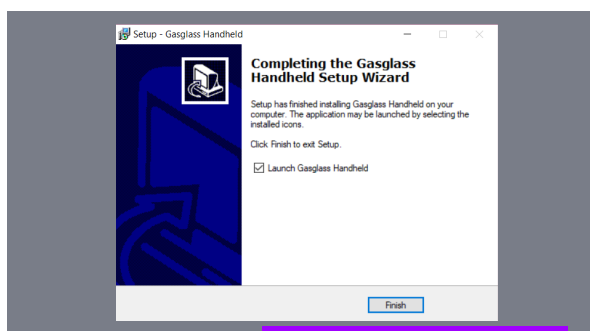 Setup - Gasglass Handheld
Completing the Gasglass
Handheld Setup Wizard
Setup has finished installing Gasglass Handheld on your
computer. The application may be launched by selecting the
installed icons.
Click Finish to exit Setup.
Launch Gasglass Handheld
Finish